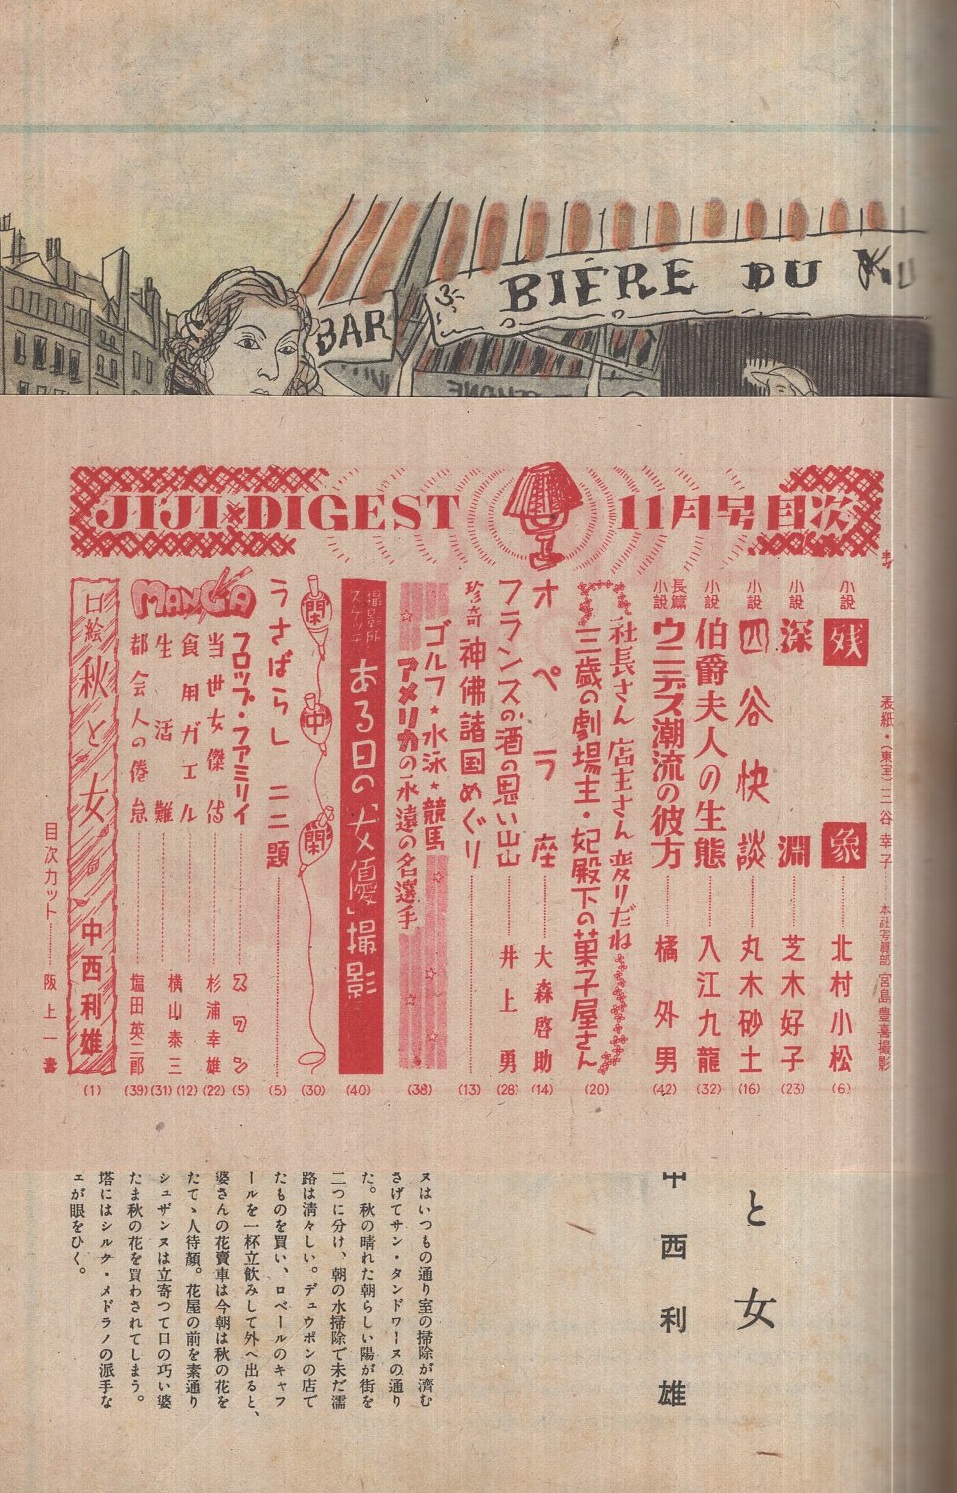 BAR
BIÈRE DU
JIJI・DIGEST 11月号目次
表紙・(東宝)三谷幸子……本社写真部 宮島豊喜撮影
小説 残象……北村小松 (6)
小説 深淵……芝木好子 (23)
小説 四谷快談……丸木砂土 (16)
小説 伯爵夫人の生態……入江九龍 (32)
長篇小説 ウニデス潮流の彼方……橘外男 (42)
社長さん 店主さん 変りだね
三歳の劇場主・妃殿下の菓子屋さん (20)
オペラ座……大森啓助 (14)
フランスの酒の思い出……井上勇 (28)
珍奇 神佛諸国めぐり…… (13)
ゴルフ★水泳★競馬
アメリカの永遠の名選手 (38)
撮影所スケッチ ある日の「女優」撮影 (40)
閑中閑 (30)
うさばらし 二二題…… (5)
MANGA
フロップ・ファミリイ (5)
当世女傑伝……杉浦幸雄 (22)
食用ガエル (12)
生活難……横山泰三 (31)
都会人の倦怠……塩田英二郎 (39)
口絵 秋と女 中西利雄 (1)
目次カット……阪上一壽
と女
中西利雄
ヌはいつもの通り室の掃除が済む
さげてサン・タンドワーヌの通り
た。秋の晴れた朝らしい陽が街を
二つに分け、朝の水掃除で未だ濡
路は清々しい。デュウポンの店で
たものを買い、ロベールのキャフ
ールを一杯立飲みして外へ出ると、
婆さんの花賣車は今朝は秋の花を
たてゝ人待顔。花屋の前を素通り
シュザンヌは立寄つて口の巧い婆
たま秋の花を買わされてしまう。
塔にはシルク・メドラノの派手な
ェが眼をひく。